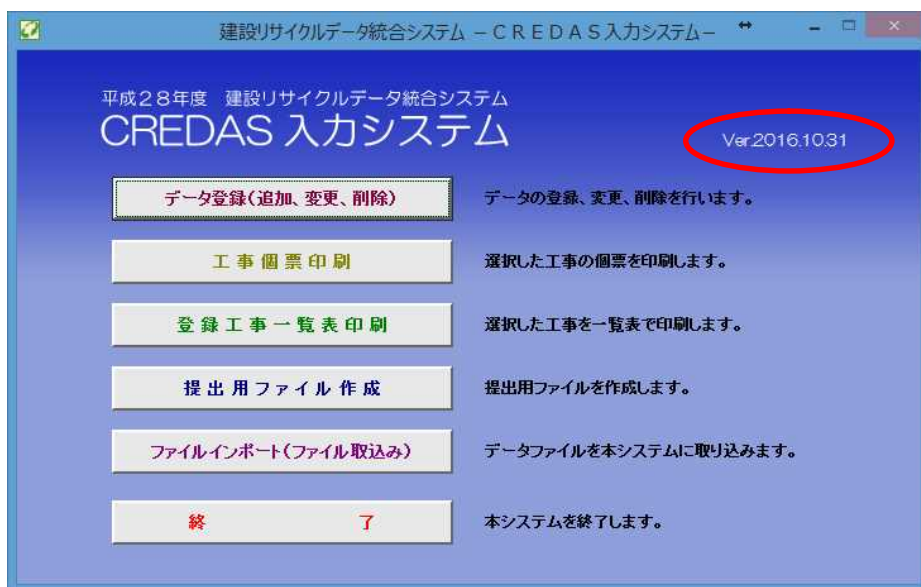 建設リサイクルデータ統合システム －ＣＲＥＤＡＳ入力システム－
平成２８年度 建設リサイクルデータ統合システム
CREDAS 入力システム
Ver.2016.10.31
データ登録(追加、変更、削除) データの登録、変更、削除を行います。
工事個票印刷 選択した工事の個票を印刷します。
登録工事一覧表印刷 選択した工事を一覧表で印刷します。
提出用ファイル作成 提出用ファイルを作成します。
ファイルインポート(ファイル取込み) データファイルを本システムに取り込みます。
終 了 本システムを終了します。